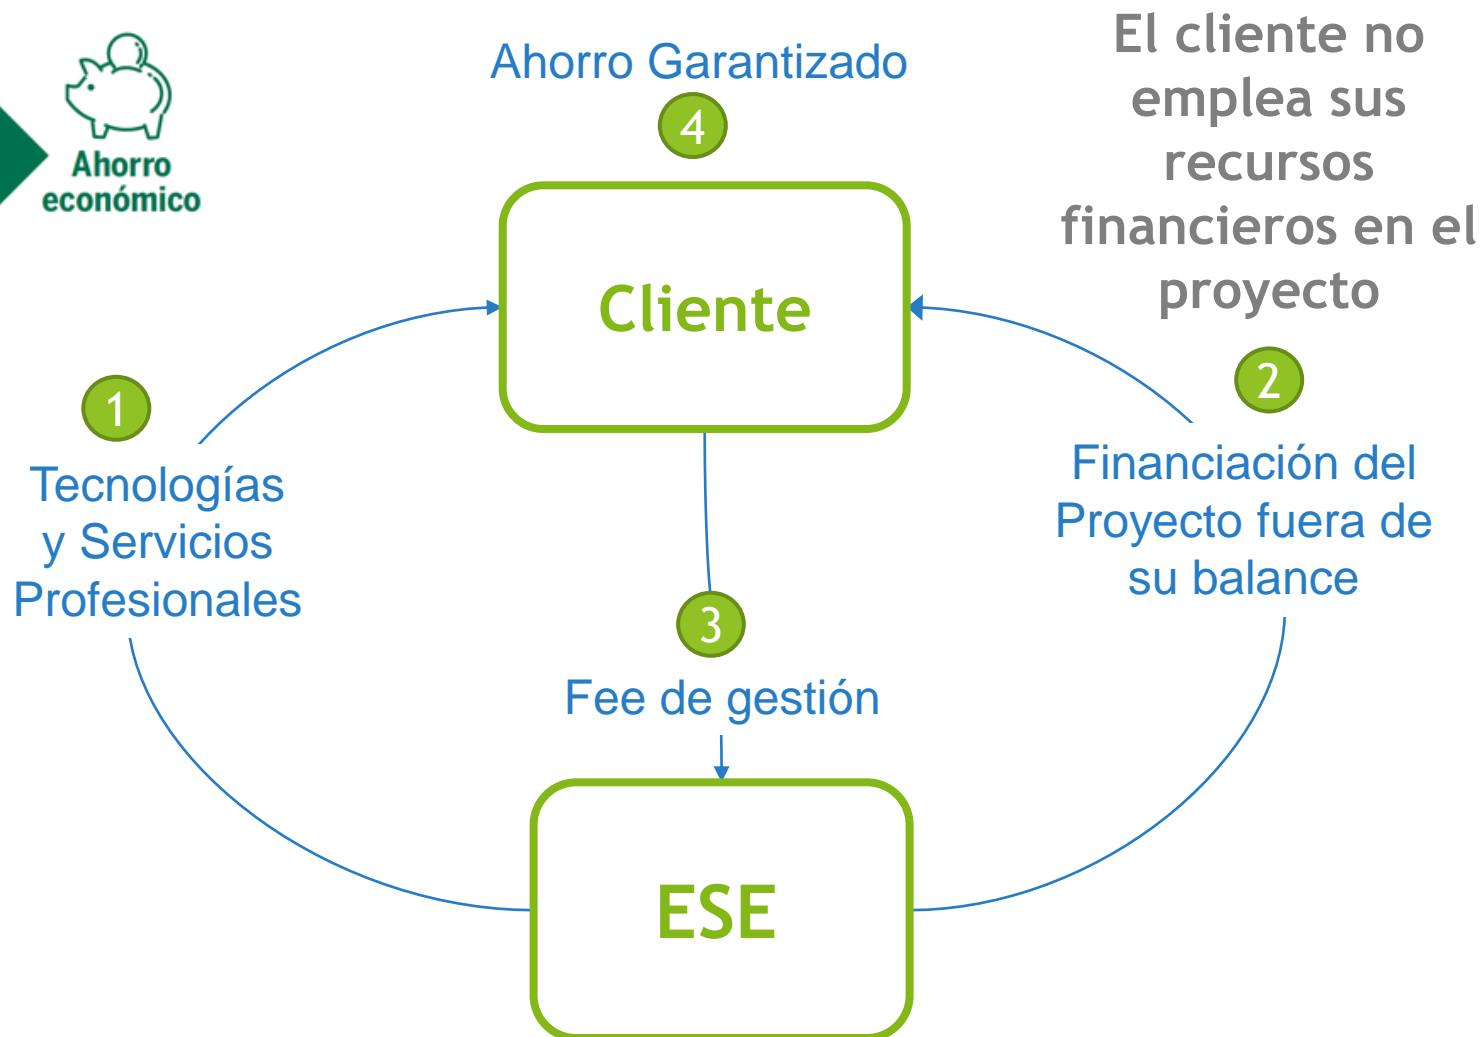 Ahorro
económico
Ahorro Garantizado
4
El cliente no
emplea sus
recursos
financieros en el
proyecto
Cliente
1
Tecnologías
y Servicios
Profesionales
2
Financiación del
Proyecto fuera de
su balance
3
Fee de gestión
ESE